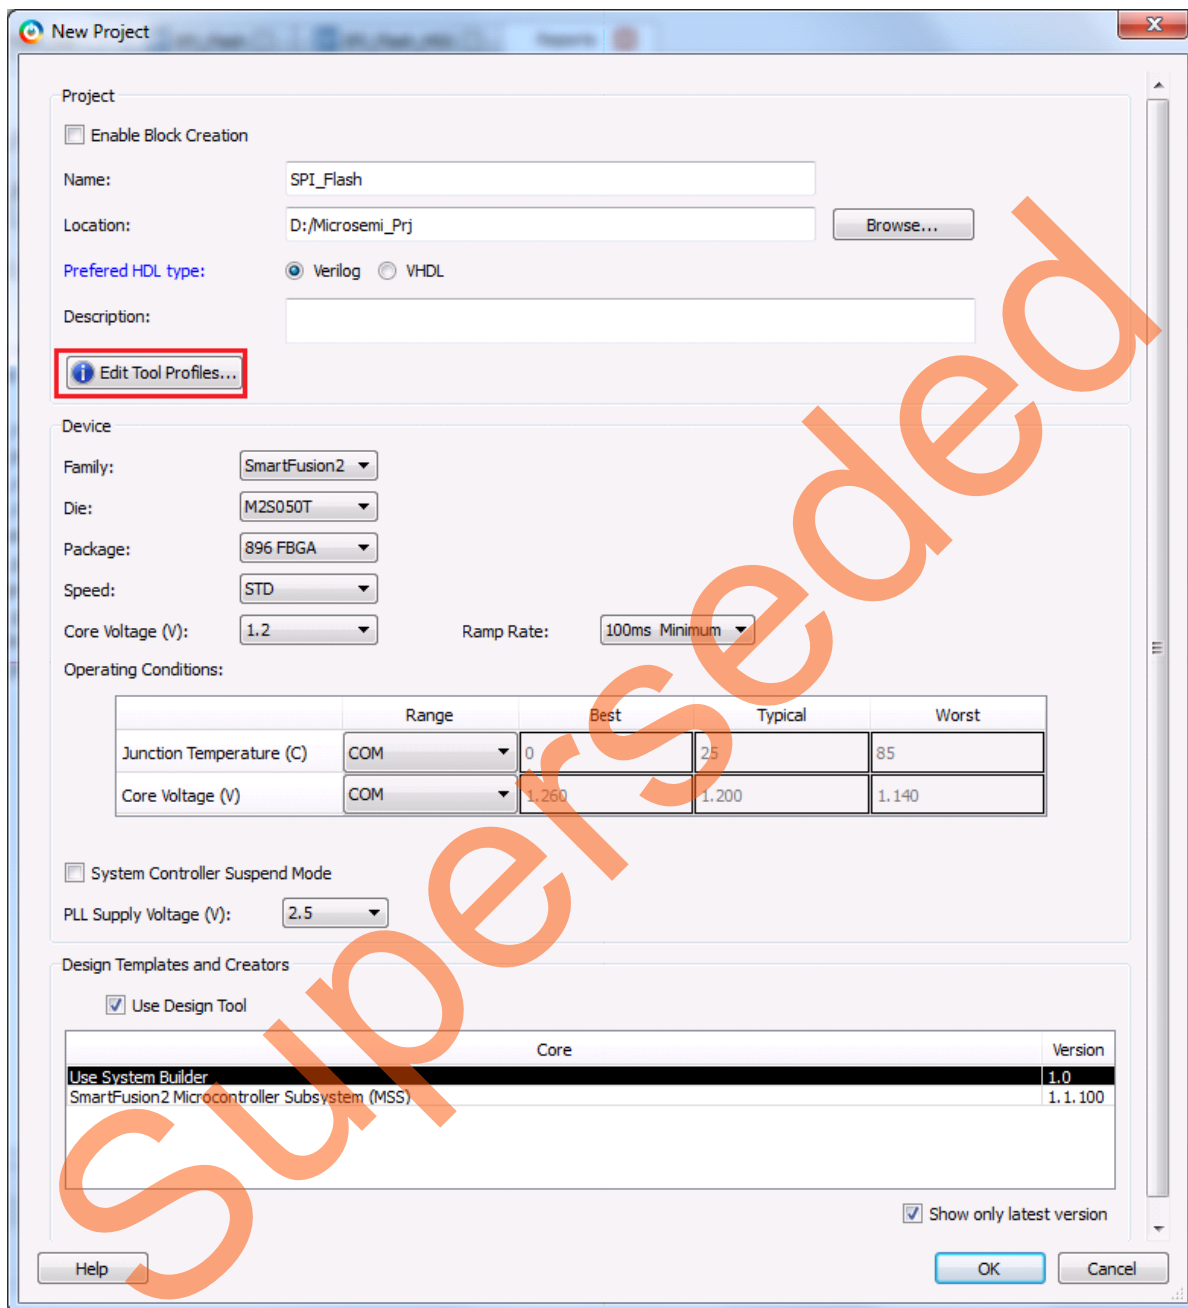 New Project
Project
Enable Block Creation
Name: SPI_Flash
Location: D:/Microsemi_Prj Browse...
Prefered HDL type: Verilog VHDL
Description:
Edit Tool Profiles...
Device
Family: SmartFusion2
Die: M2S050T
Package: 896 FBGA
Speed: STD
Core Voltage (V): 1.2 Ramp Rate: 100ms Minimum
Operating Conditions:
Range Best Typical Worst
Junction Temperature (C) COM 0 25 85
Core Voltage (V) COM 1.260 1.200 1.140
System Controller Suspend Mode
PLL Supply Voltage (V): 2.5
Design Templates and Creators
Use Design Tool
Core Version
Use System Builder 1.0
SmartFusion2 Microcontroller Subsystem (MSS) 1.1.100
Show only latest version
Help OK Cancel
Superseded